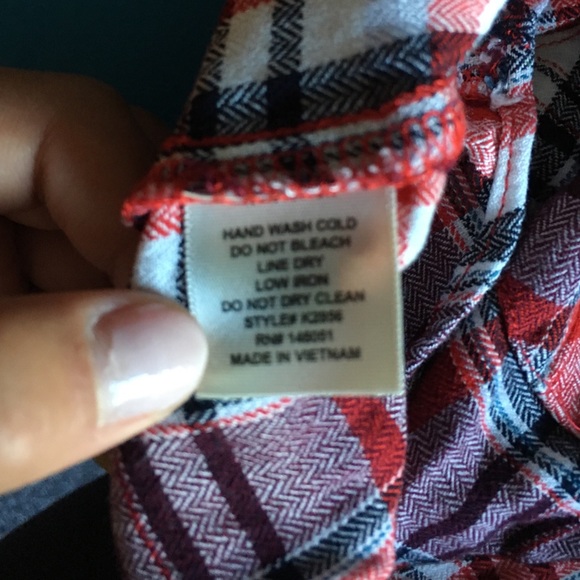 HAND WASH COLD
DO NOT BLEACH
LINE DRY
LOW IRON
DO NOT DRY CLEAN
STYLE# K2856
RN# 146051
MADE IN VIETNAM